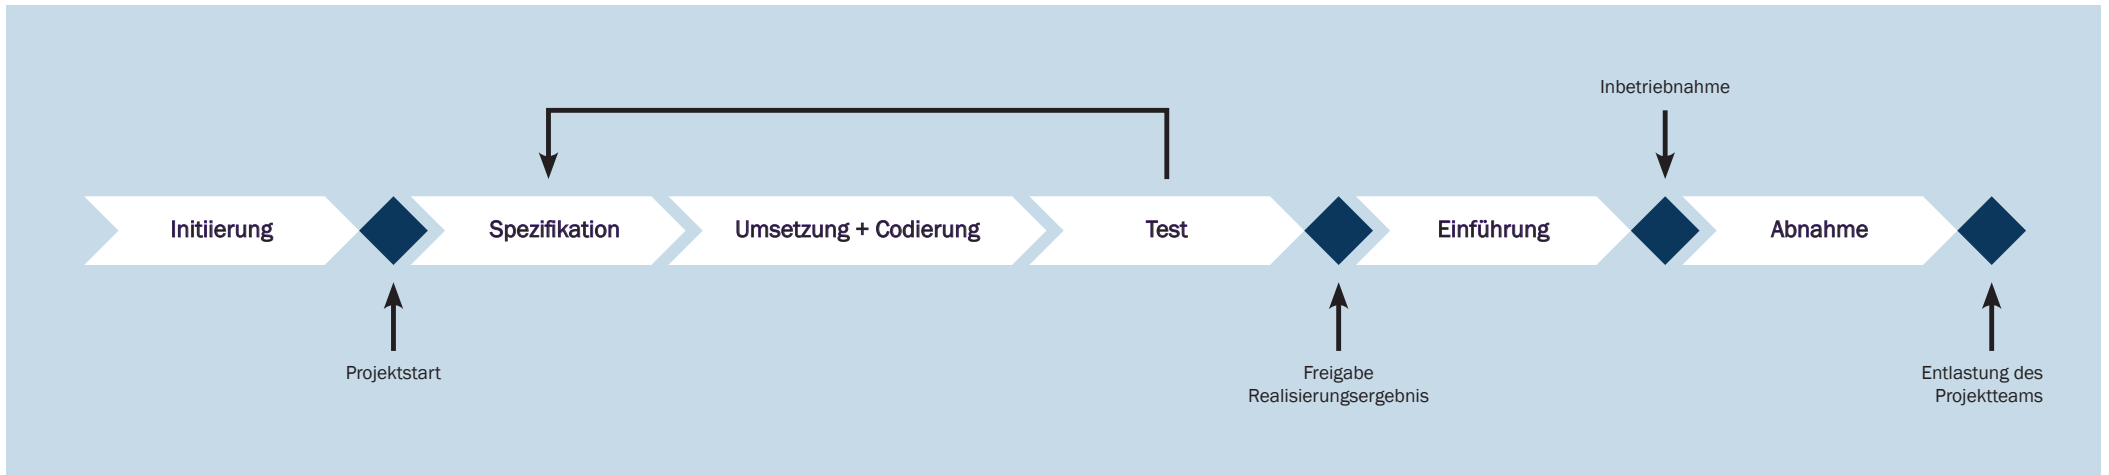 Inbetriebnahme
Initiierung
Spezifikation
Umsetzung + Codierung
Test
Einführung
Abnahme
Projektstart
Freigabe
Realisierungsergebnis
Entlastung des
Projektteams